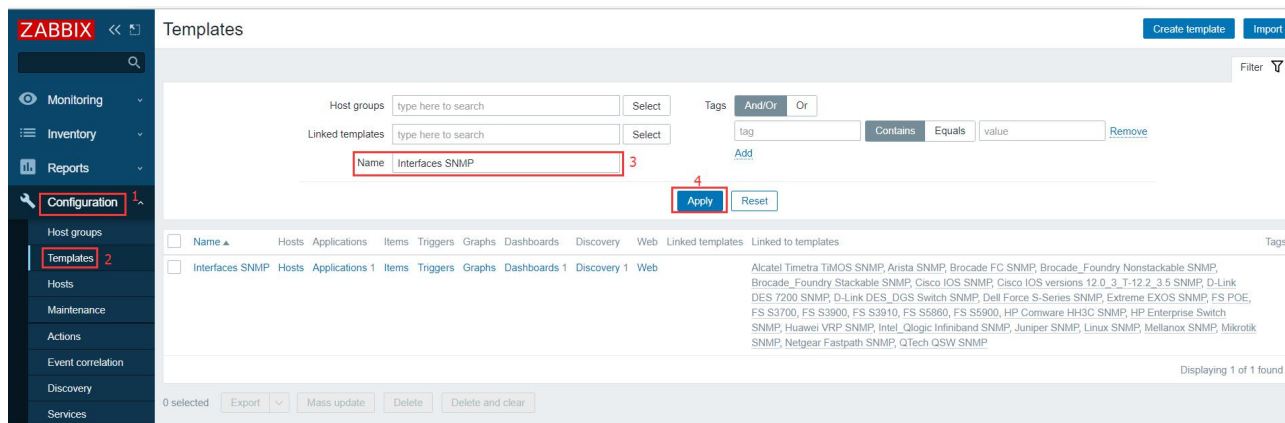 ZABBIX
Templates
Create template
Import
Filter
Monitoring
Inventory
Reports
Configuration
1
Host groups
Templates
2
Hosts
Maintenance
Actions
Event correlation
Discovery
Services
Host groups type here to search Select
Linked templates type here to search Select
Name Interfaces SNMP
3
Tags And/Or Or
tag Contains Equals value Remove
Add
4
Apply Reset
Name Hosts Applications Items Triggers Graphs Dashboards Discovery Web Linked templates Linked to templates Tags
Interfaces SNMP Hosts Applications 1 Items Triggers Graphs Dashboards 1 Discovery 1 Web
Alcatel Timetra TiMOS SNMP, Arista SNMP, Brocade FC SNMP, Brocade_Foundry Nonstackable SNMP,
Brocade_Foundry Stackable SNMP, Cisco IOS SNMP, Cisco IOS versions 12.0_3_T-12.2_3.5 SNMP, D-Link
DES 7200 SNMP, D-Link DES_DGS Switch SNMP, Dell Force S-Series SNMP, Extreme EXOS SNMP, FS POE,
FS S3700, FS S3900, FS S3910, FS S5860, FS S5900, HP Comware HH3C SNMP, HP Enterprise Switch
SNMP, Huawei VRP SNMP, Intel_Qlogic Infiniband SNMP, Juniper SNMP, Linux SNMP, Mellanox SNMP, Mikrotik
SNMP, Netgear Fastpath SNMP, QTech QSW SNMP
Displaying 1 of 1 found
0 selected Export Mass update Delete Delete and clear